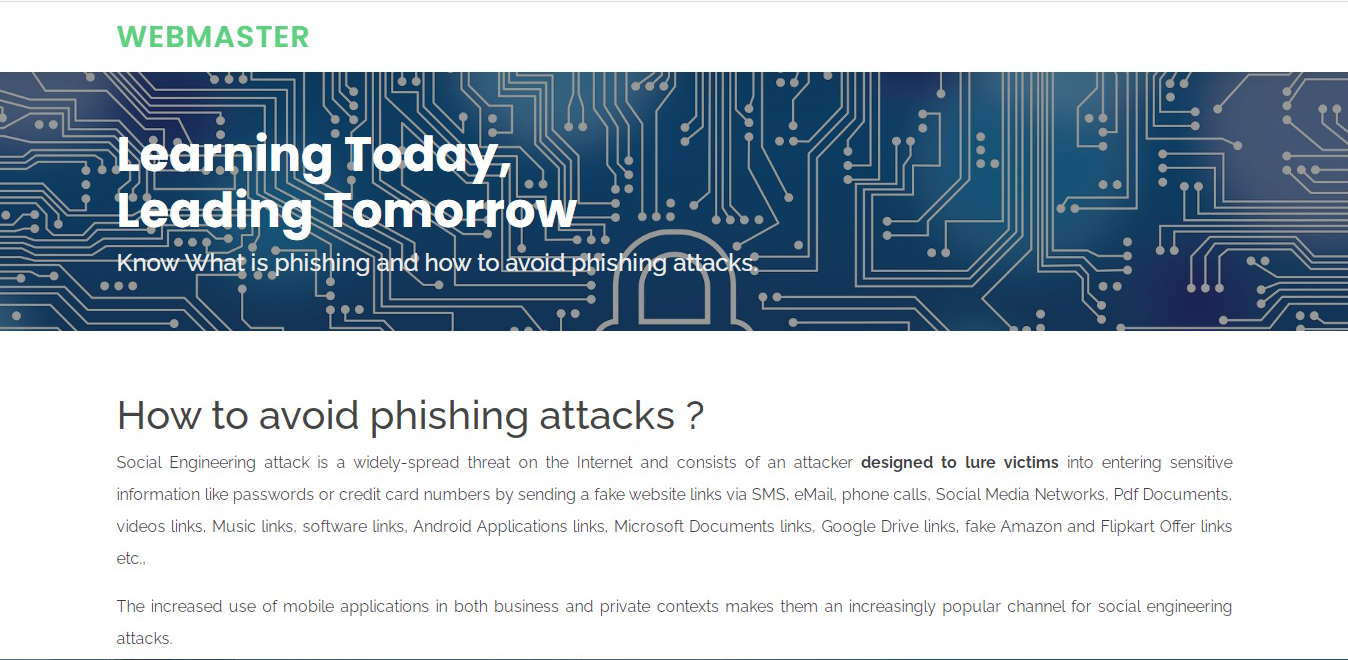 WEBMASTER
Learning Today,
Leading Tomorrow
Know What is phishing and how to avoid phishing attacks.
How to avoid phishing attacks ?
Social Engineering attack is a widely-spread threat on the Internet and consists of an attacker designed to lure victims into entering sensitive
information like passwords or credit card numbers by sending a fake website links via SMS, eMail, phone calls, Social Media Networks, Pdf Documents,
videos links, Music links, software links, Android Applications links, Microsoft Documents links, Google Drive links, fake Amazon and Flipkart Offer links
etc.,
The increased use of mobile applications in both business and private contexts makes them an increasingly popular channel for social engineering
attacks.